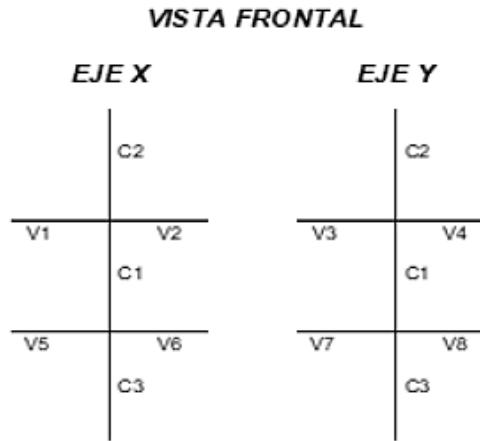 VISTA FRONTAL
EJE X EJE Y
C2 C2
V1 V2 V3 V4
C1 C1
V5 V6 V7 V8
C3 C3